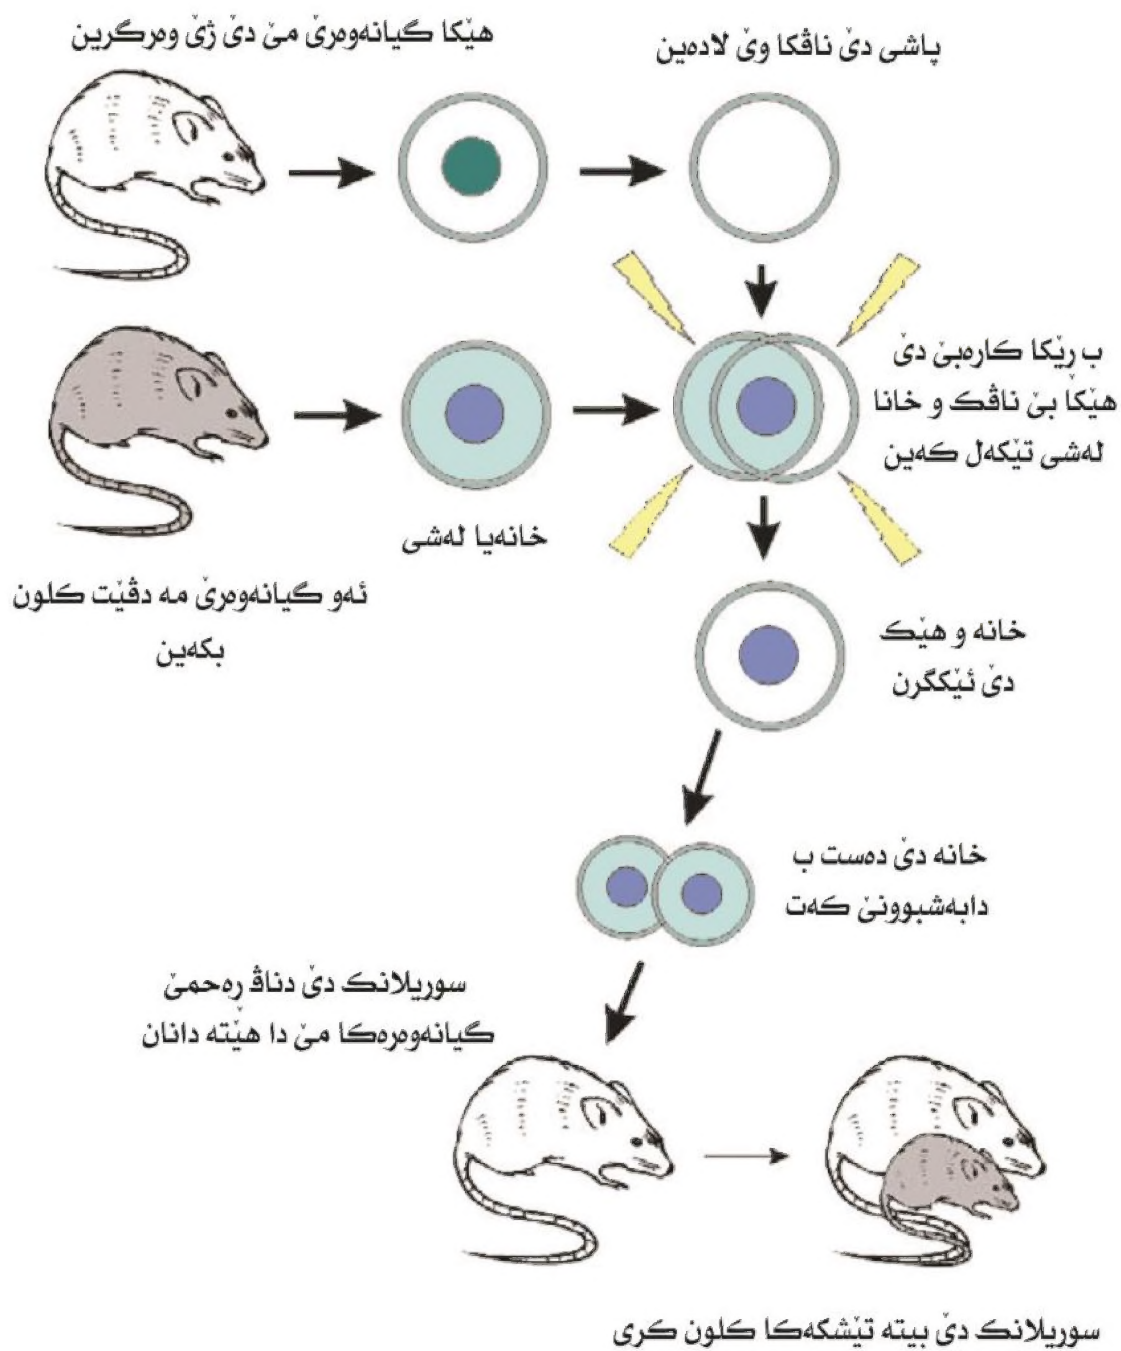 هێکا گیانەوەرێ مێ دێ ژێ وەرگرین
پاشی دێ ناڤکا وێ لادەین
ب رێکا کارەبێ دێ
هێکا بێ ناڤک و خانا
لەشی تێکەل کەین
خانەیا لەشی
ئەو گیانەوەرێ مە دڤێت کلون
بکەین
خانە و هێک
دێ ئێکگرن
خانە دێ دەست ب
دابەشبوونێ کەت
سوریلانک دێ دناڤ رەحمێ
گیانەوەرەکا مێ دا هێتە دانان
سوریلانک دێ بیتە تێشکەکا کلون کری